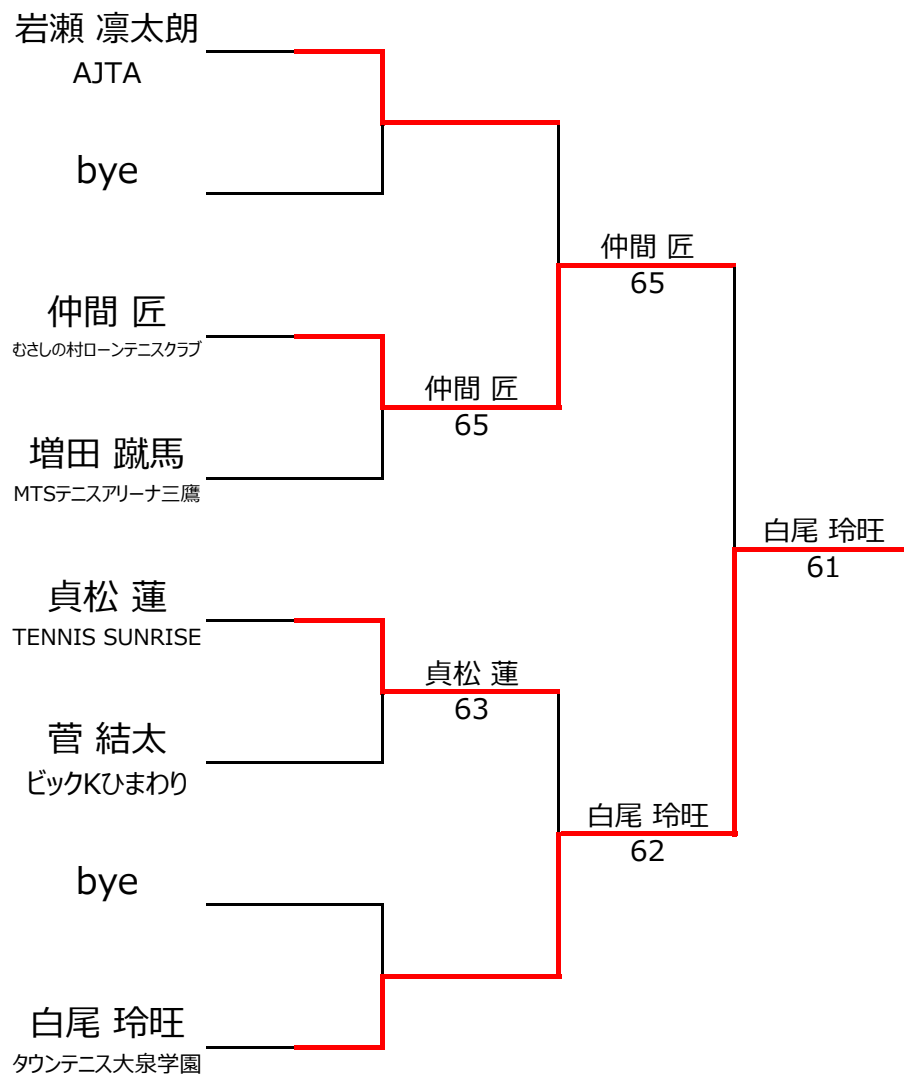 岩瀬 凛太朗
AJTA
bye
仲間 匠
65
仲間 匠
むさしの村ローンテニスクラブ
仲間 匠
65
増田 蹴馬
MTSテニスアリーナ三鷹
白尾 玲旺
61
貞松 蓮
TENNIS SUNRISE
貞松 蓮
63
菅 結太
ビックKひまわり
白尾 玲旺
62
bye
白尾 玲旺
タウンテニス大泉学園